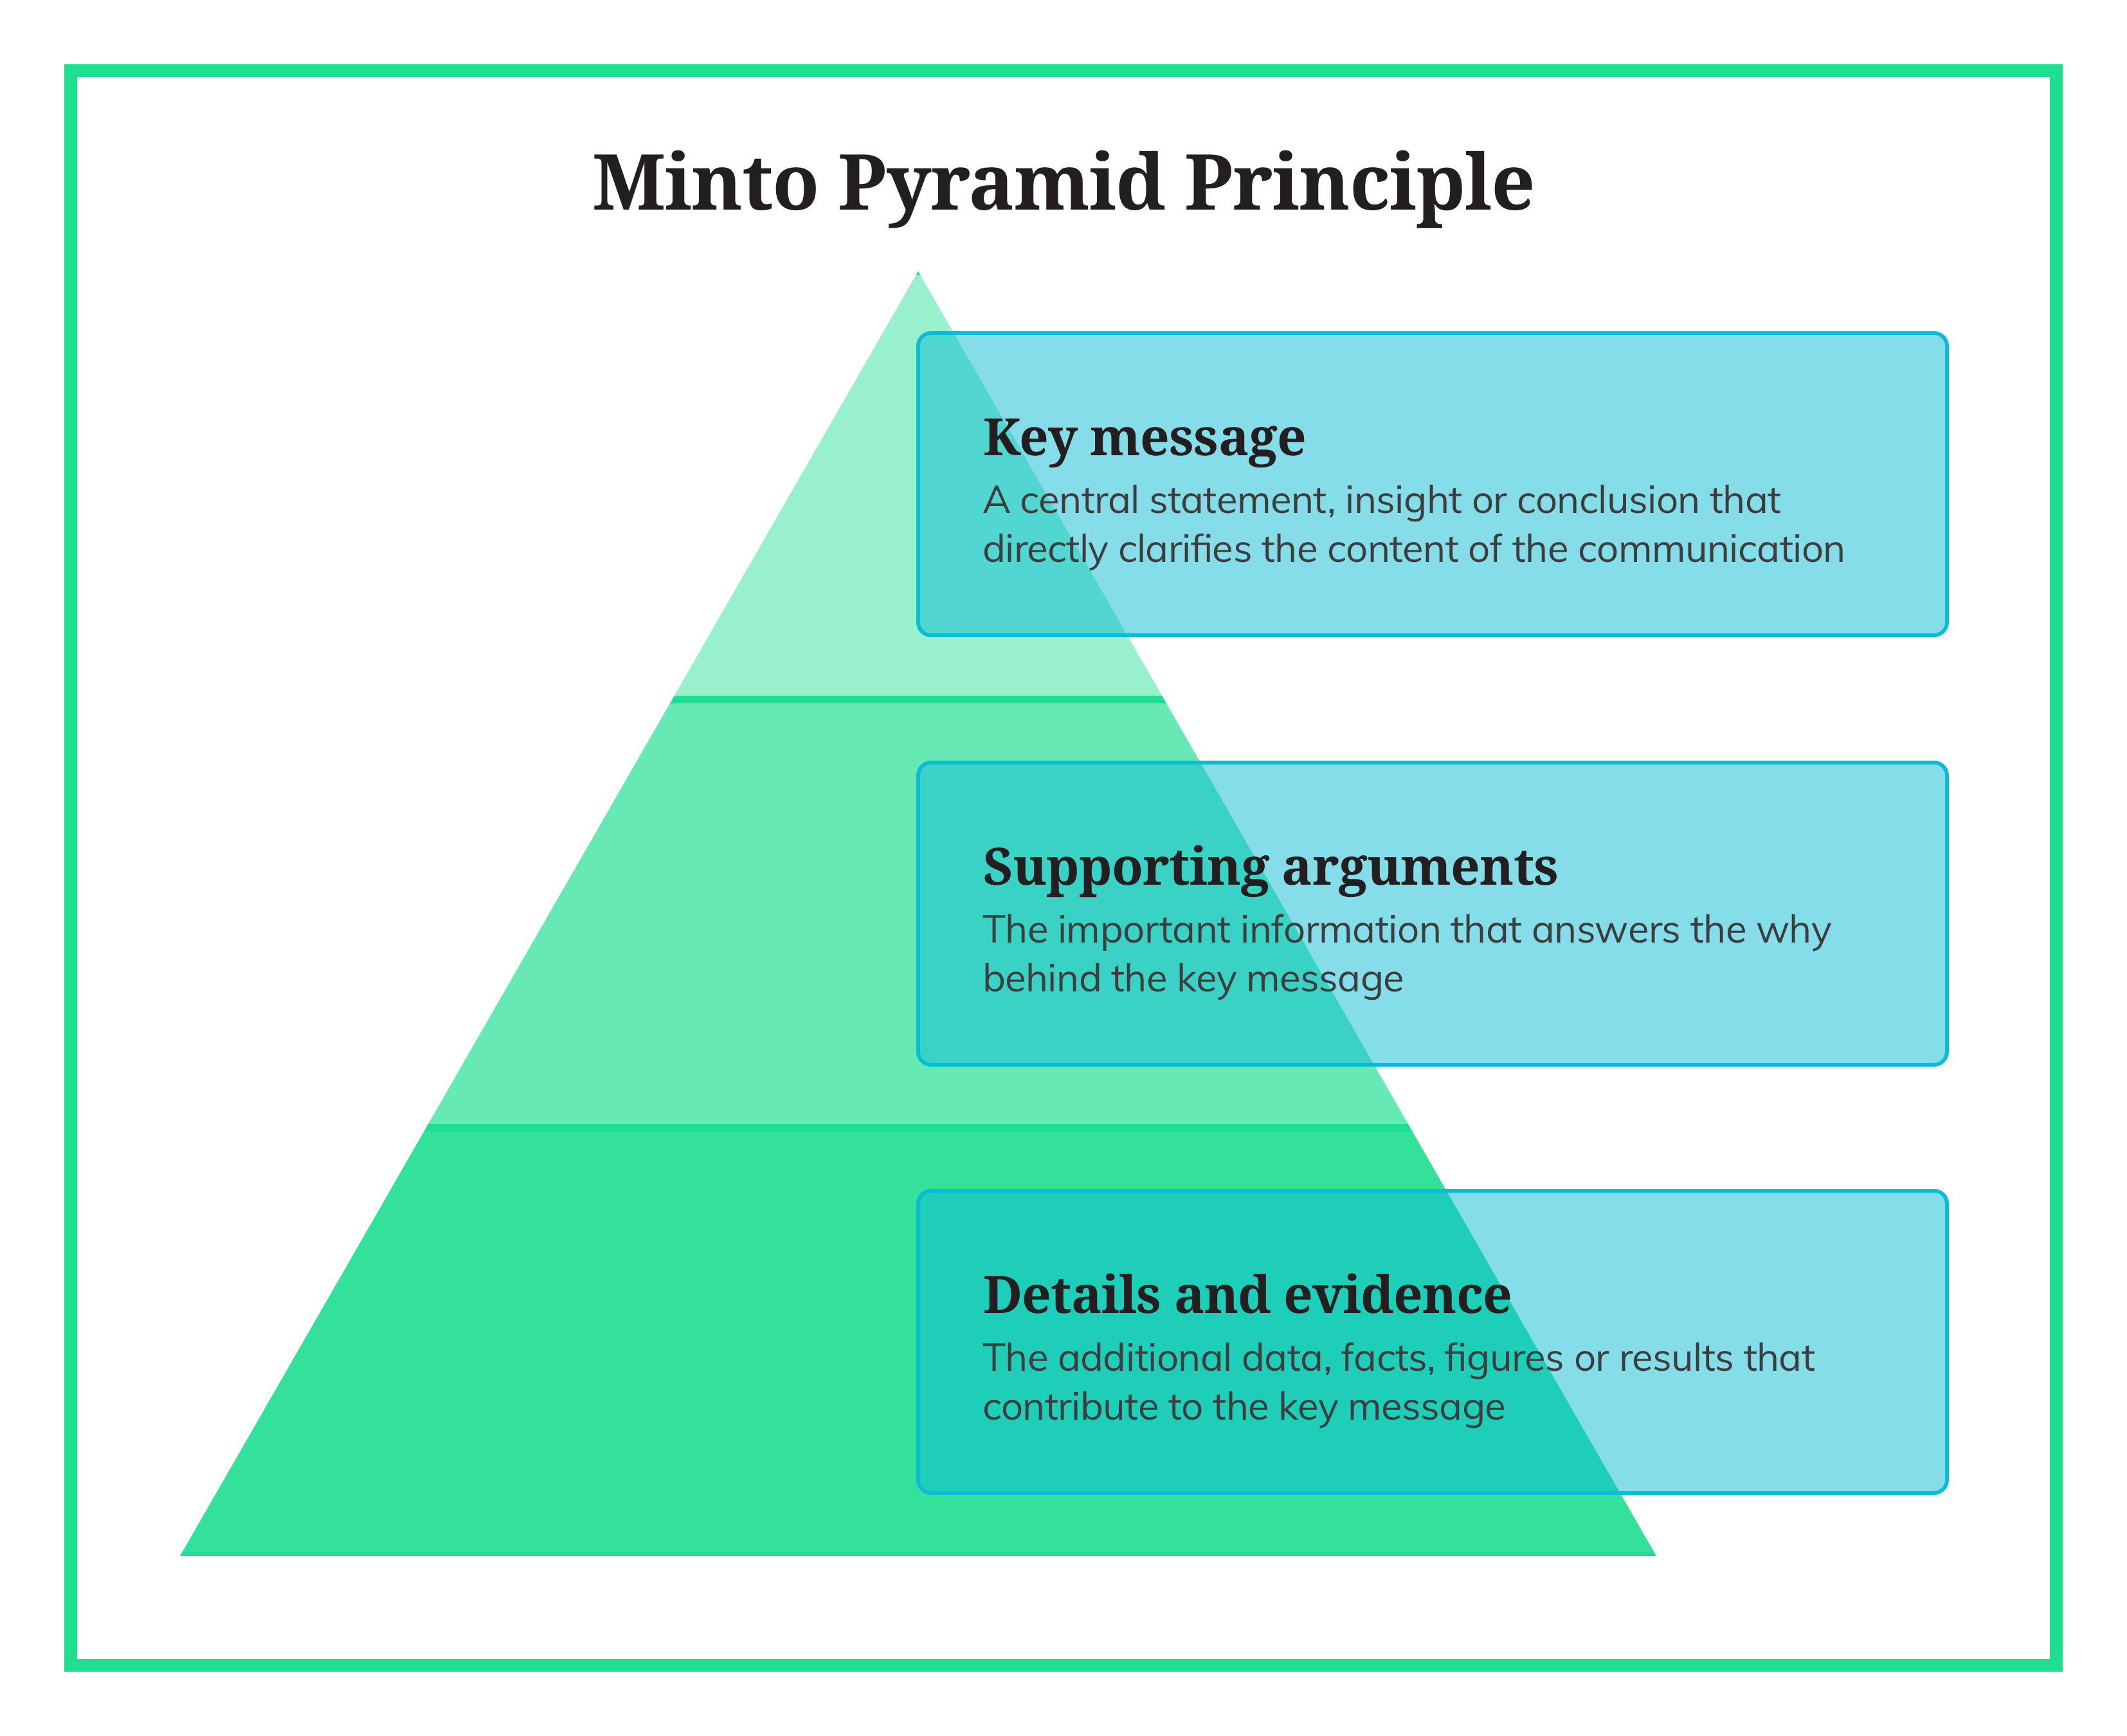 Minto Pyramid Principle
Key message
A central statement, insight or conclusion that
directly clarifies the content of the communication
Supporting arguments
The important information that answers the why
behind the key message
Details and evidence
The additional data, facts, figures or results that
contribute to the key message